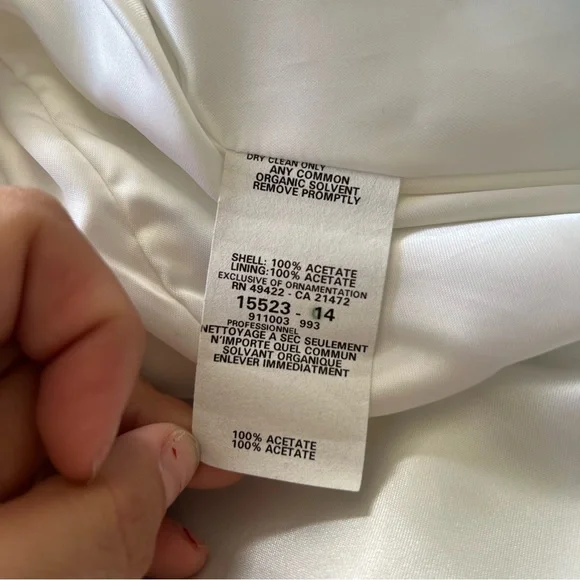 DRY CLEAN ONLY
ANY COMMON
ORGANIC SOLVENT
REMOVE PROMPTLY
SHELL: 100% ACETATE
LINING:100% ACETATE
EXCLUSIVE OF ORNAMENTATION
RN 49422 - CA 21472
15523 - 14
911003 993
PROFESSIONNEL
NETTOYAGE A SEC SEULEMENT
N'IMPORTE QUEL COMMUN
SOLVANT ORGANIQUE
ENLEVER IMMEDIATMENT
100% ACETATE
100% ACETATE